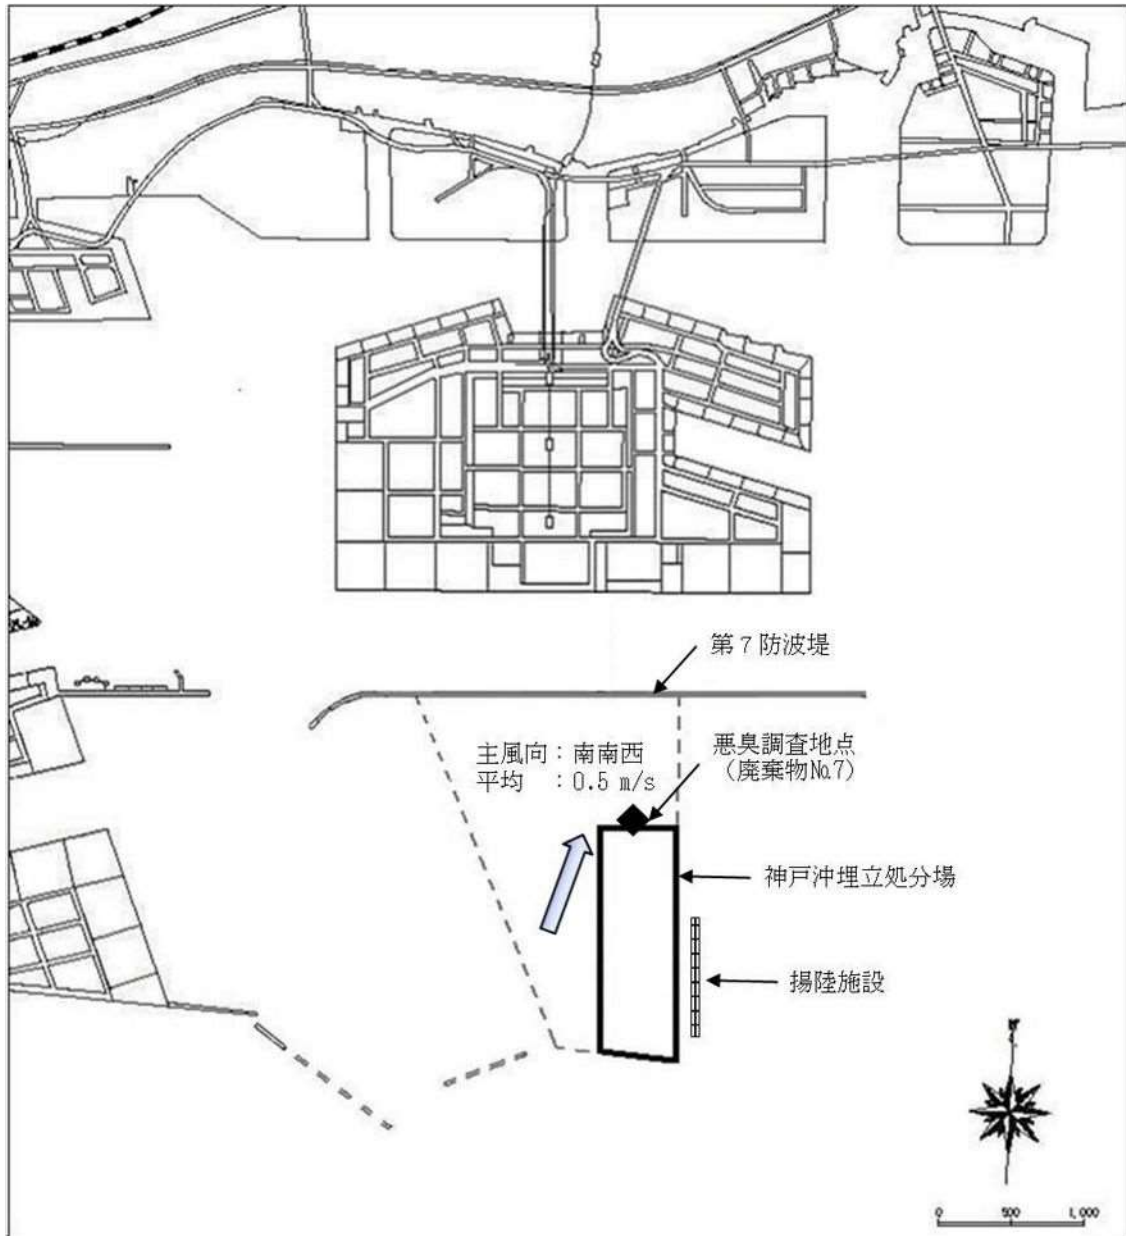 第7防波堤
主風向：南南西
平均　：0.5 m/s
悪臭調査地点
（廃棄物No.7）
神戸沖埋立処分場
揚陸施設
N
0 500 1,000